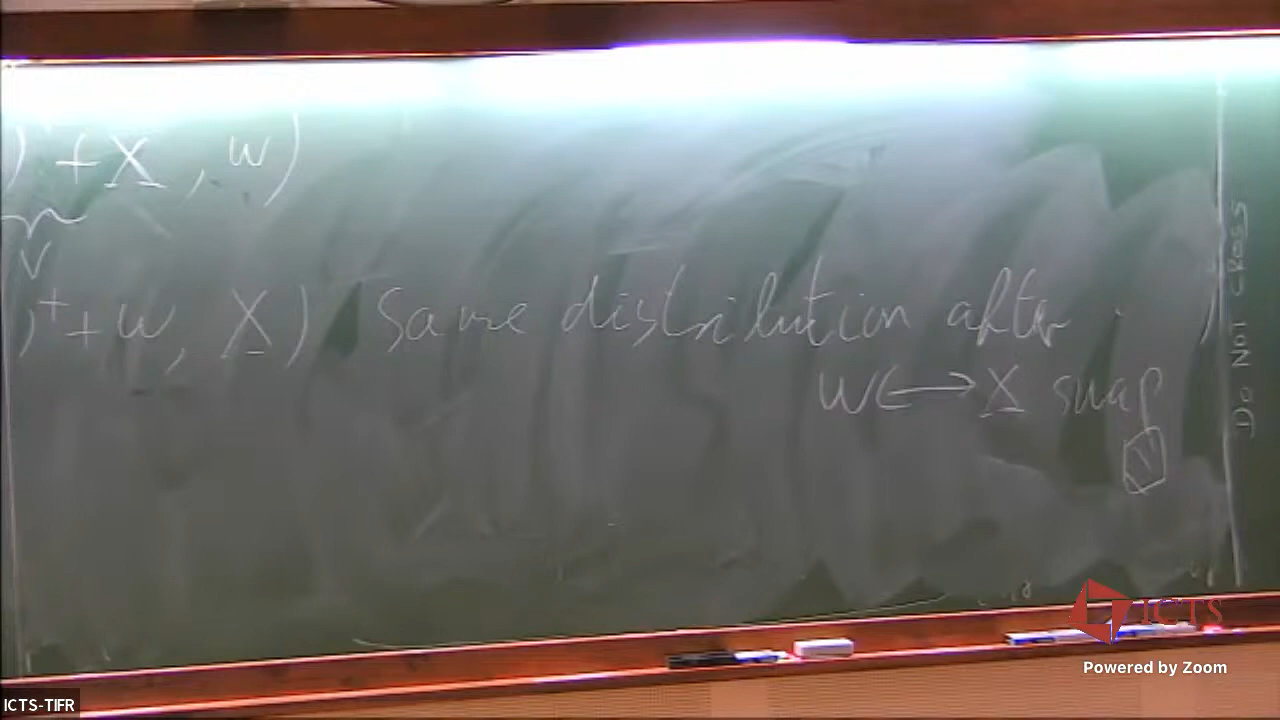 ) + X , w)
V
)⁺ + w, X) Same distribution after
w ↔ X swap
DO NOT CROSS
ICTS
Powered by Zoom
ICTS-TIFR